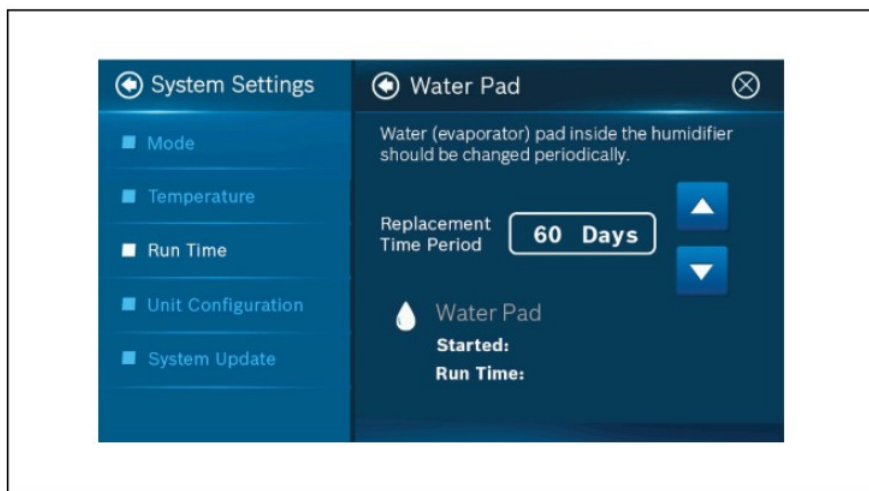 System Settings
Mode
Temperature
Run Time
Unit Configuration
System Update
Water Pad
Water (evaporator) pad inside the humidifier
should be changed periodically.
Replacement
Time Period
60 Days
Water Pad
Started:
Run Time: